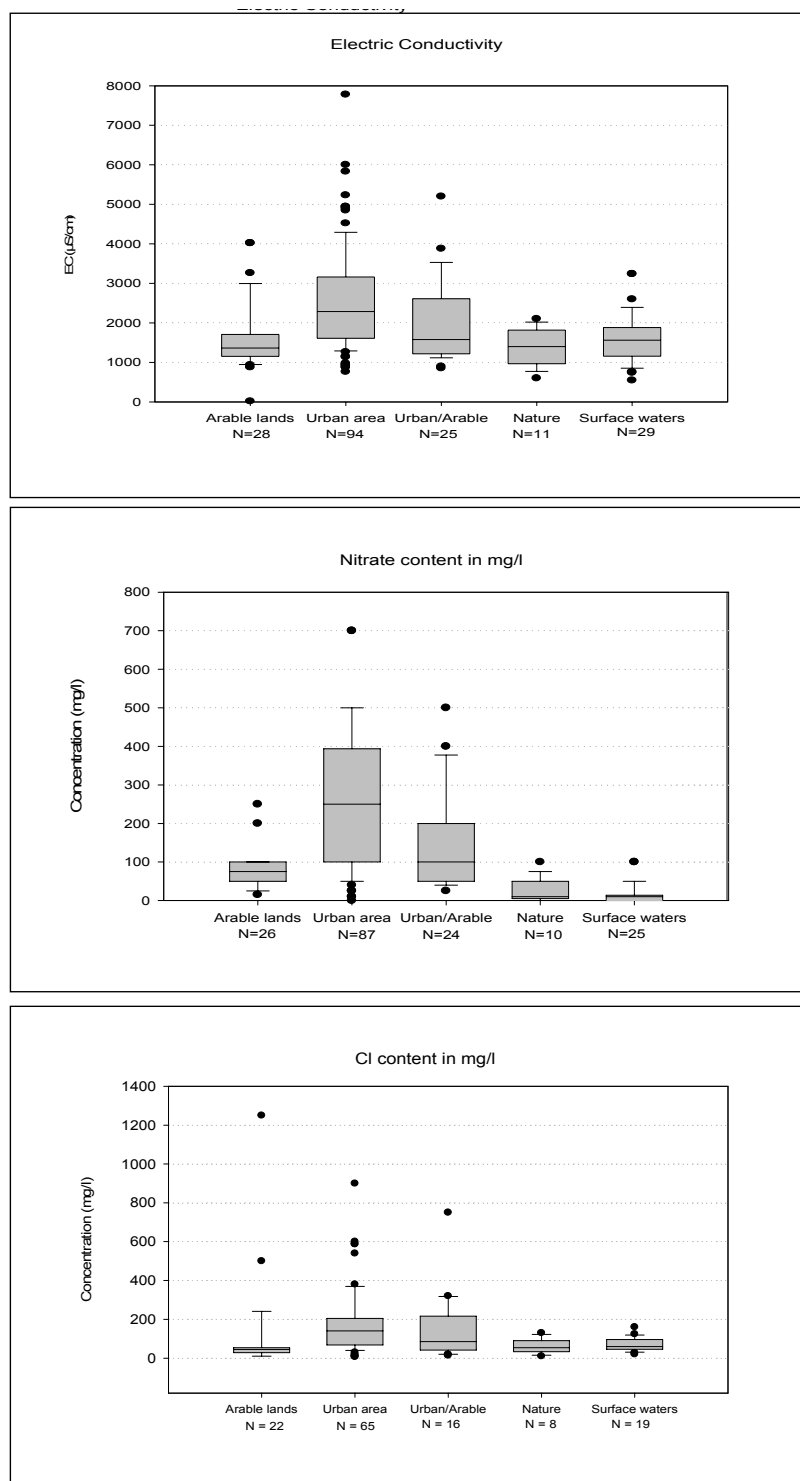 Electric Conductivity
Electric Conductivity
8000
7000
6000
5000
4000
3000
2000
1000
0
EC (µS/cm)
Arable lands Urban area Urban/Arable Nature Surface waters
N=28 N=94 N=25 N=11 N=29
Nitrate content in mg/l
800
700
600
500
400
300
200
100
0
Concentration (mg/l)
Arable lands Urban area Urban/Arable Nature Surface waters
N=26 N=87 N=24 N=10 N=25
Cl content in mg/l
1400
1200
1000
800
600
400
200
0
Concentration (mg/l)
Arable lands Urban area Urban/Arable Nature Surface waters
N = 22 N = 65 N = 16 N = 8 N = 19